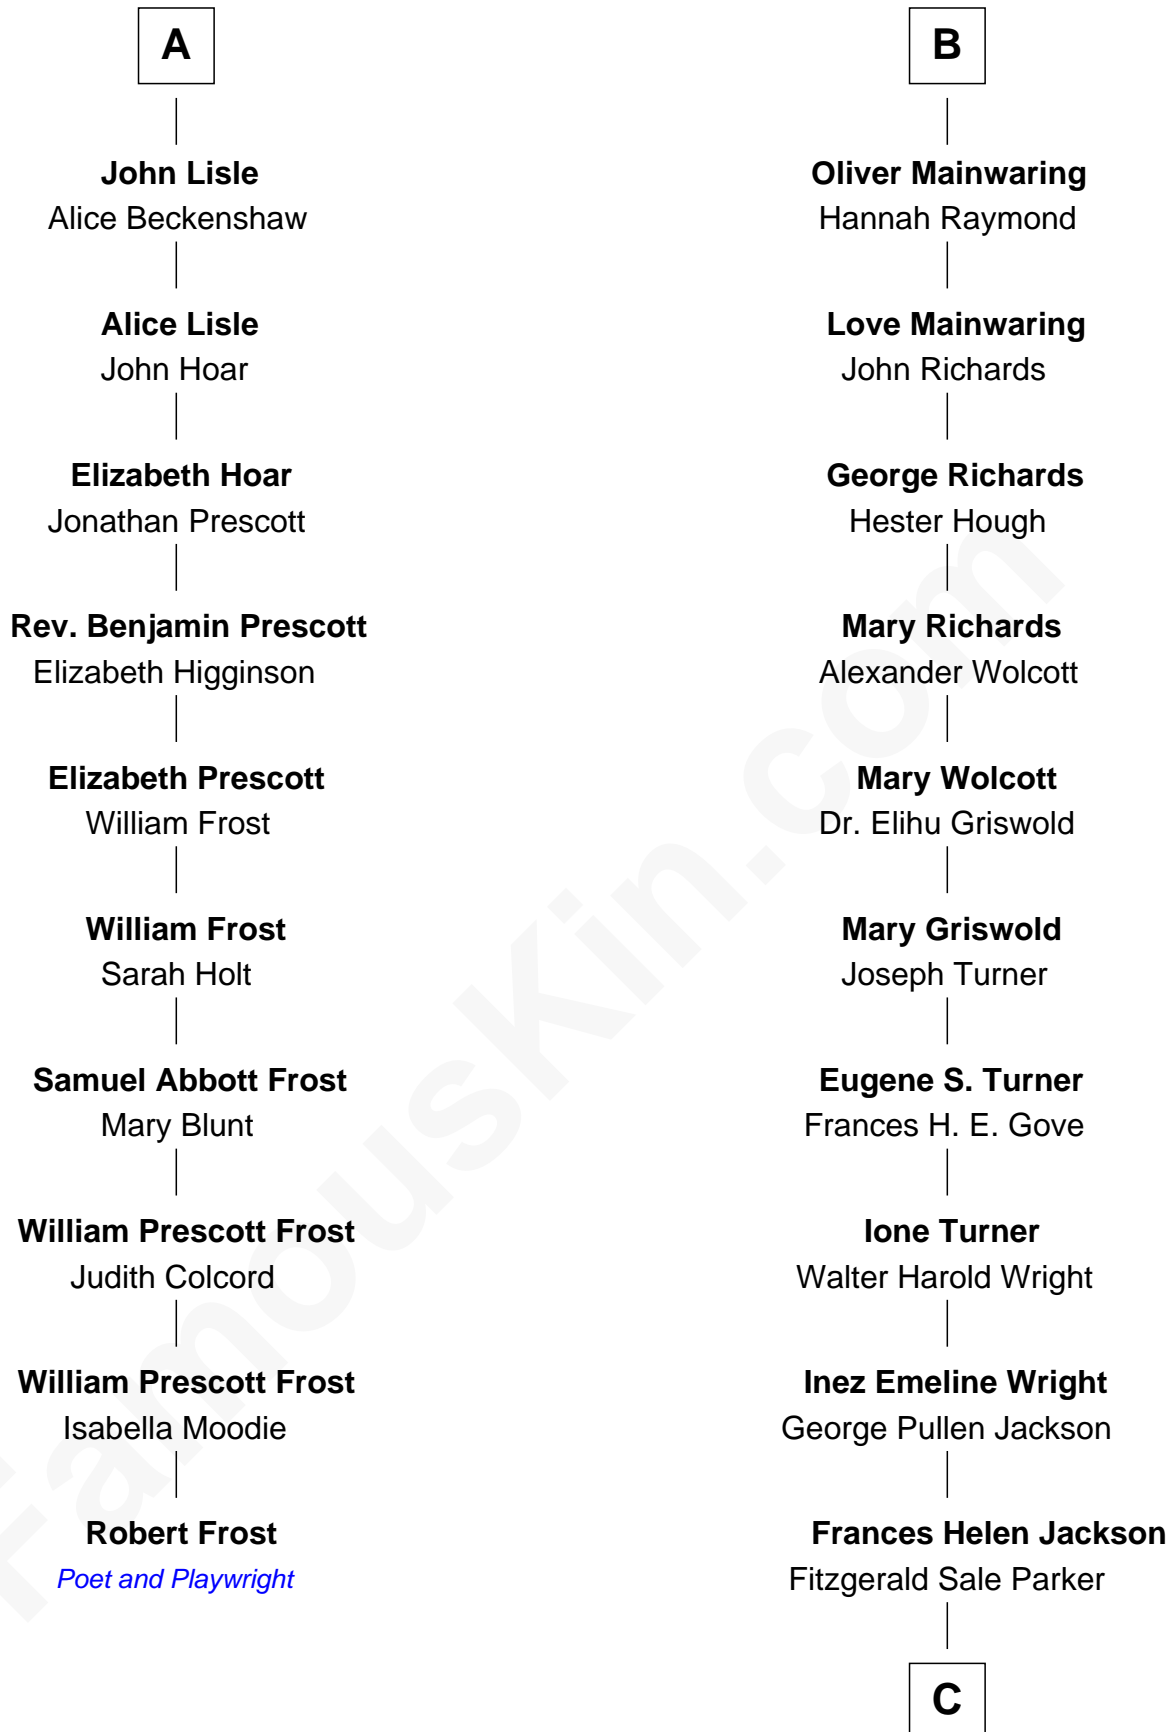 A
John Lisle
Alice Beckenshaw
Alice Lisle
John Hoar
Elizabeth Hoar
Jonathan Prescott
Rev. Benjamin Prescott
Elizabeth Higginson
Elizabeth Prescott
William Frost
William Frost
Sarah Holt
Samuel Abbott Frost
Mary Blunt
William Prescott Frost
Judith Colcord
William Prescott Frost
Isabella Moodie
Robert Frost
Poet and Playwright
B
Oliver Mainwaring
Hannah Raymond
Love Mainwaring
John Richards
George Richards
Hester Hough
Mary Richards
Alexander Wolcott
Mary Wolcott
Dr. Elihu Griswold
Mary Griswold
Joseph Turner
Eugene S. Turner
Frances H. E. Gove
Ione Turner
Walter Harold Wright
Inez Emeline Wright
George Pullen Jackson
Frances Helen Jackson
Fitzgerald Sale Parker
C
FamousKin.com